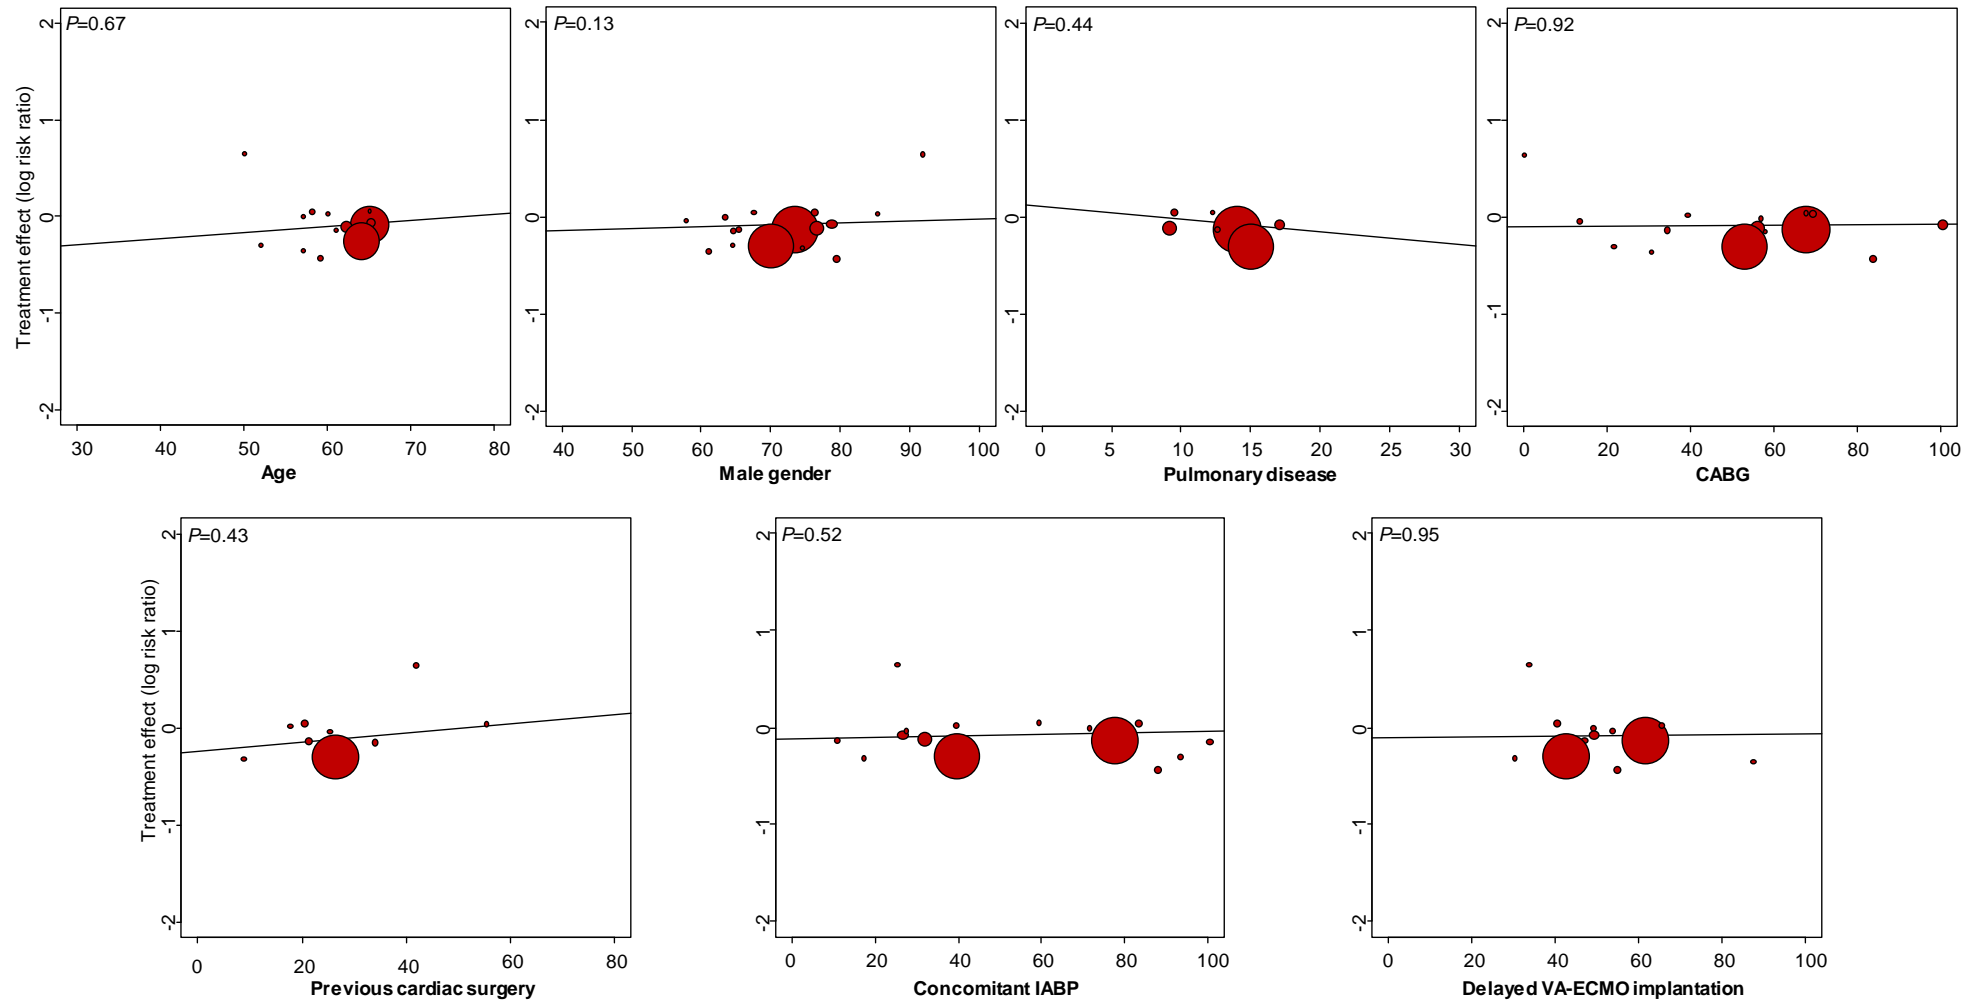 P=0.67
P=0.13
P=0.44
P=0.92
Treatment effect (log risk ratio)
2
1
0
-1
-2
2
1
0
-1
-2
2
1
0
-1
-2
2
1
0
-1
-2
30 40 50 60 70 80
40 50 60 70 80 90 100
0 5 10 15 20 25 30
0 20 40 60 80 100
Age
Male gender
Pulmonary disease
CABG
P=0.43
P=0.52
P=0.95
Treatment effect (log risk ratio)
2
1
0
-1
-2
2
1
0
-1
-2
2
1
0
-1
-2
0 20 40 60 80
0 20 40 60 80 100
0 20 40 60 80 100
Previous cardiac surgery
Concomitant IABP
Delayed VA-ECMO implantation